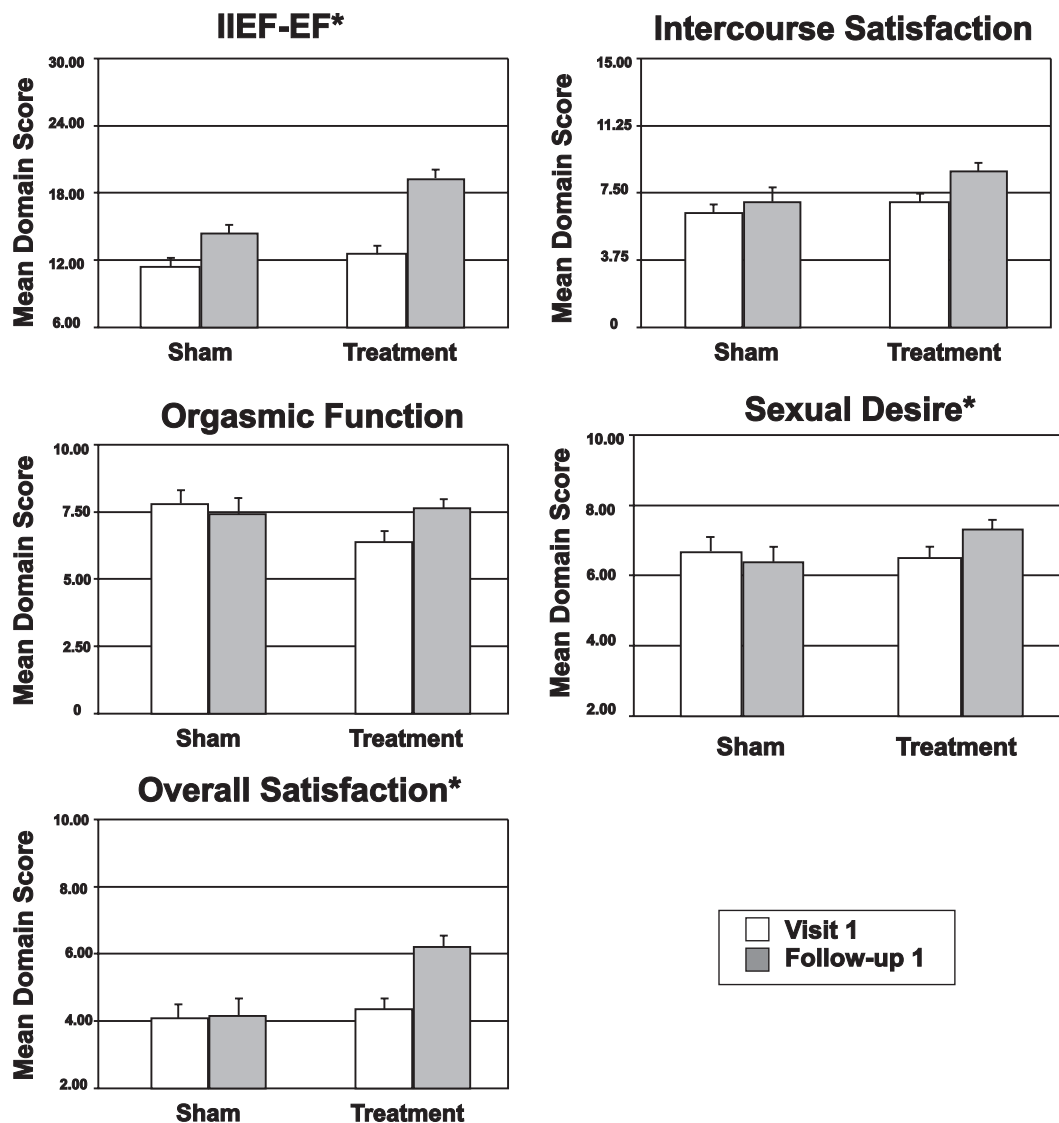 IIEF-EF*
Mean Domain Score
30.00
24.00
18.00
12.00
6.00
Sham Treatment
Intercourse Satisfaction
Mean Domain Score
15.00
11.25
7.50
3.75
0
Sham Treatment
Orgasmic Function
Mean Domain Score
10.00
7.50
5.00
2.50
0
Sham Treatment
Sexual Desire*
Mean Domain Score
10.00
8.00
6.00
4.00
2.00
Sham Treatment
Overall Satisfaction*
Mean Domain Score
10.00
8.00
6.00
4.00
2.00
Sham Treatment
Visit 1
Follow-up 1